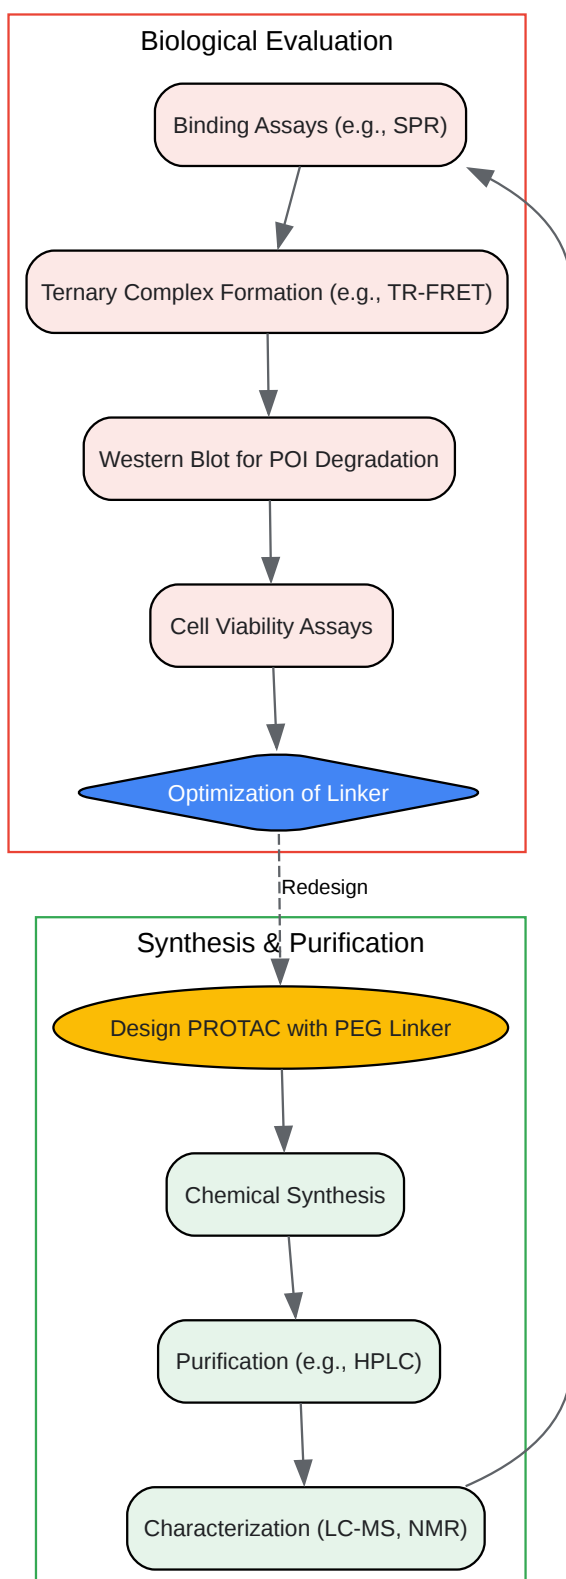 Biological Evaluation
Binding Assays (e.g., SPR)
Ternary Complex Formation (e.g., TR-FRET)
Western Blot for POI Degradation
Cell Viability Assays
Optimization of Linker
Redesign
Synthesis & Purification
Design PROTAC with PEG Linker
Chemical Synthesis
Purification (e.g., HPLC)
Characterization (LC-MS, NMR)